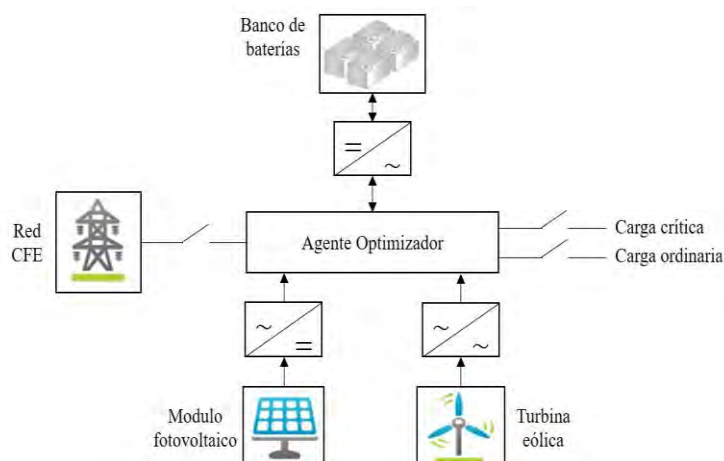 Banco de
baterías
=
~
Red
CFE
Agente Optimizador
Carga crítica
Carga ordinaria
~
=
~
~
Modulo
fotovoltaico
Turbina
eólica